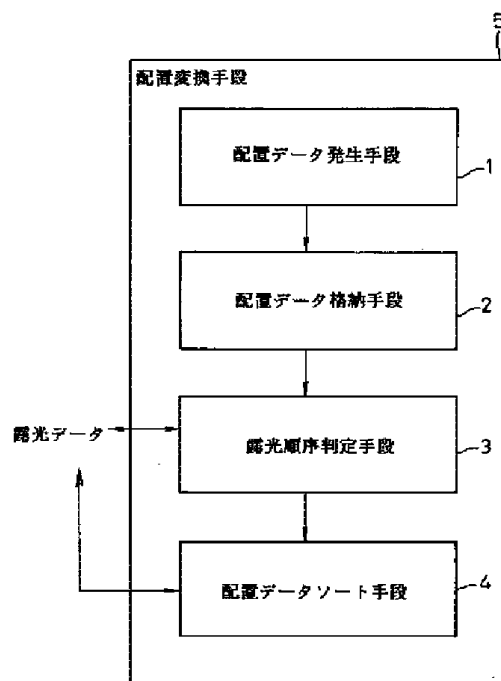 5
配置変換手段
配置データ発生手段
1
配置データ格納手段
2
露光データ
露光順序判定手段
3
配置データソート手段
4